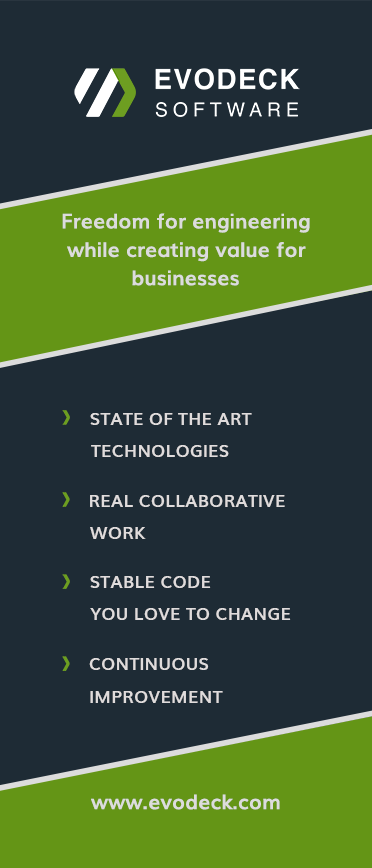 EVODECK
SOFTWARE
Freedom for engineering
while creating value for
businesses
STATE OF THE ART
TECHNOLOGIES
REAL COLLABORATIVE
WORK
STABLE CODE
YOU LOVE TO CHANGE
CONTINUOUS
IMPROVEMENT
www.evodeck.com